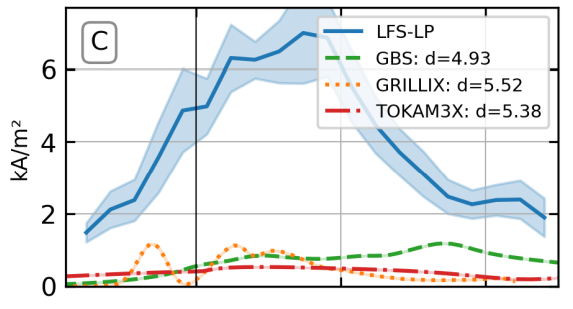 C
LFS-LP
GBS: d=4.93
GRILLIX: d=5.52
TOKAM3X: d=5.38
kA/m²
6
4
2
0